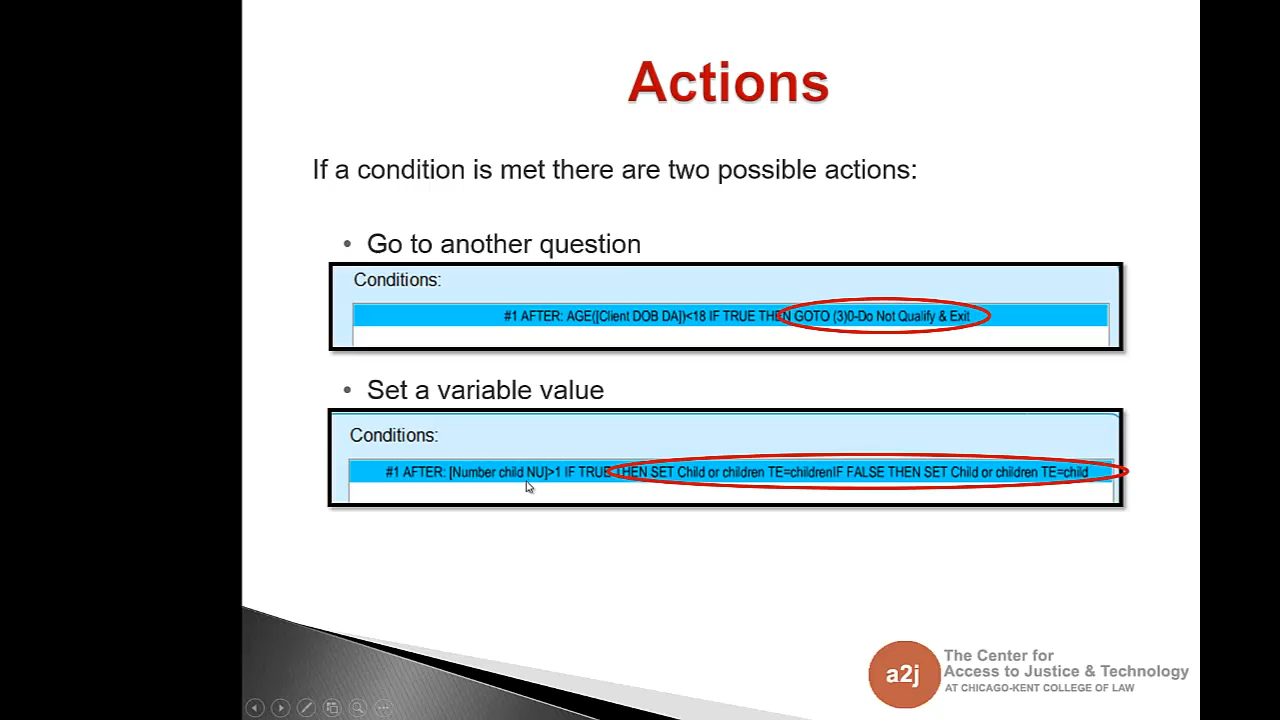 Actions
If a condition is met there are two possible actions:
• Go to another question
Conditions:
#1 AFTER: AGE([Client DOB DA])<18 IF TRUE THEN GOTO (3)0-Do Not Qualify & Exit
• Set a variable value
Conditions:
#1 AFTER: [Number child NU]>1 IF TRUE THEN SET Child or children TE=childrenIF FALSE THEN SET Child or children TE=child
a2j
The Center for
Access to Justice & Technology
AT CHICAGO-KENT COLLEGE OF LAW